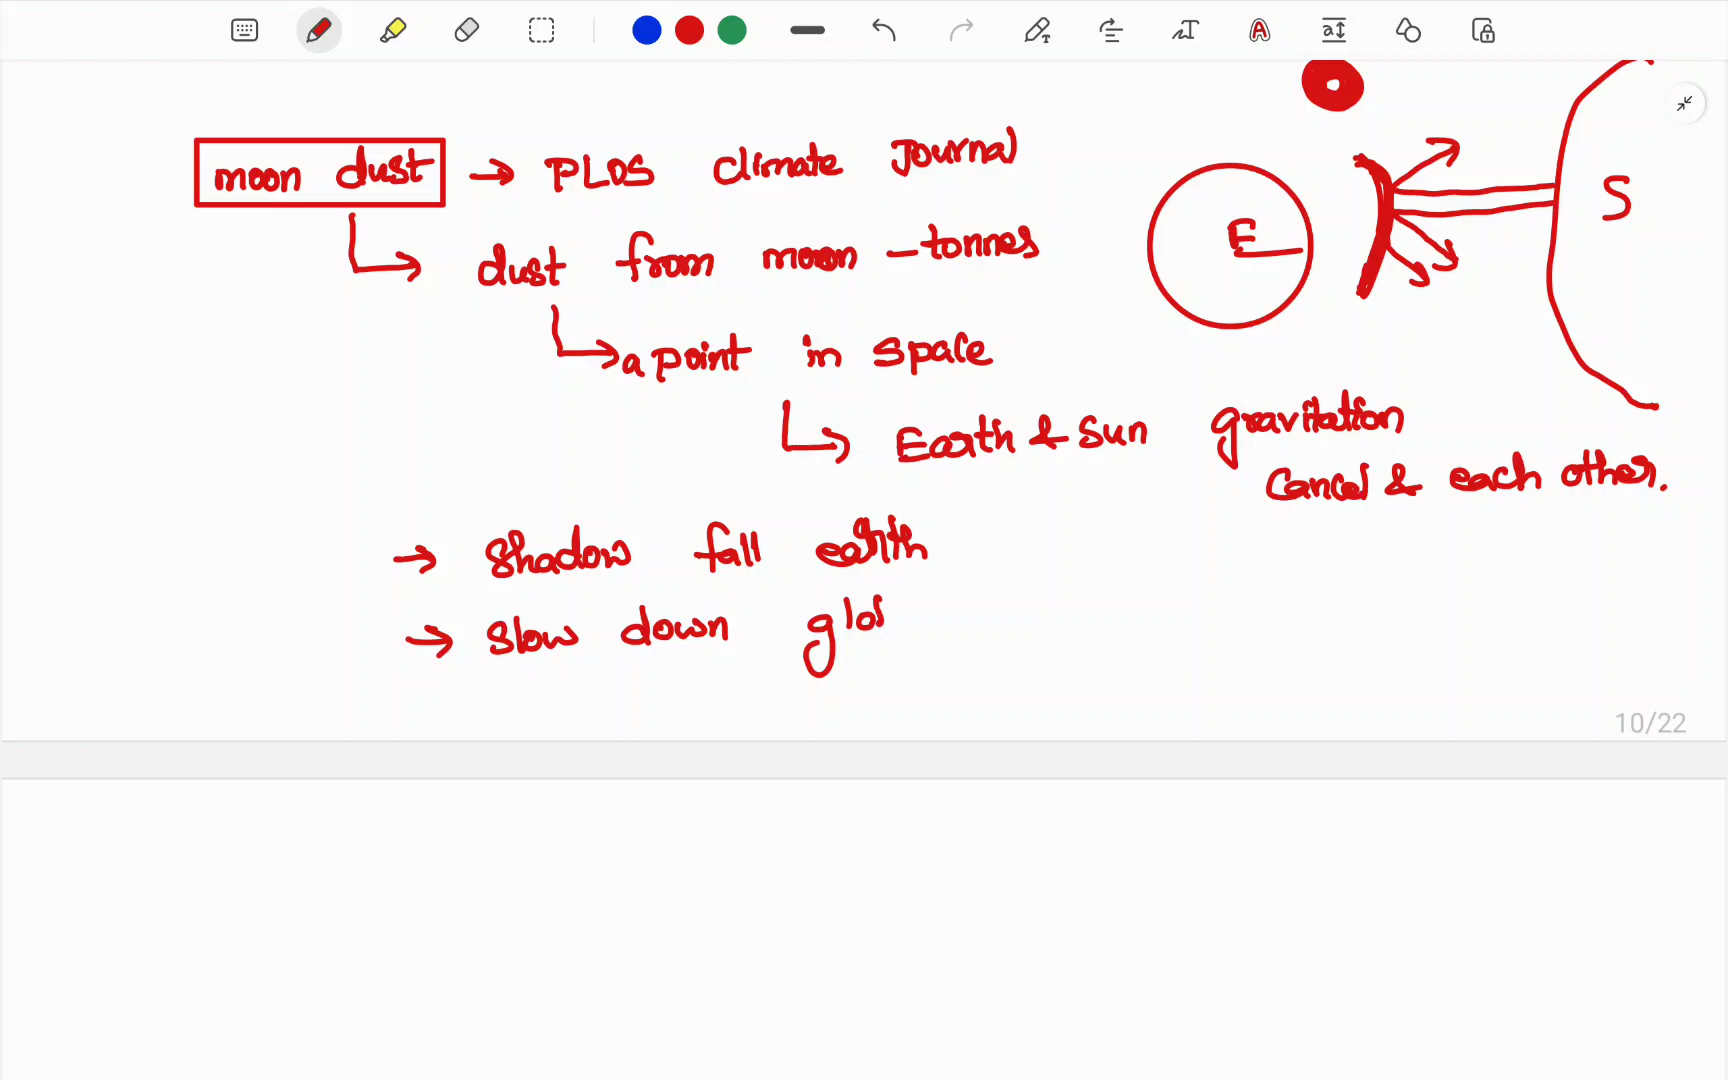 moon dust → PLOS climate Journal
↳ dust from moon - tonnes
↳ a point in space
↳ Earth & Sun gravitation
Cancel & each other.
→ Shadow fall earth
→ Slow down glo
E
S
10/22